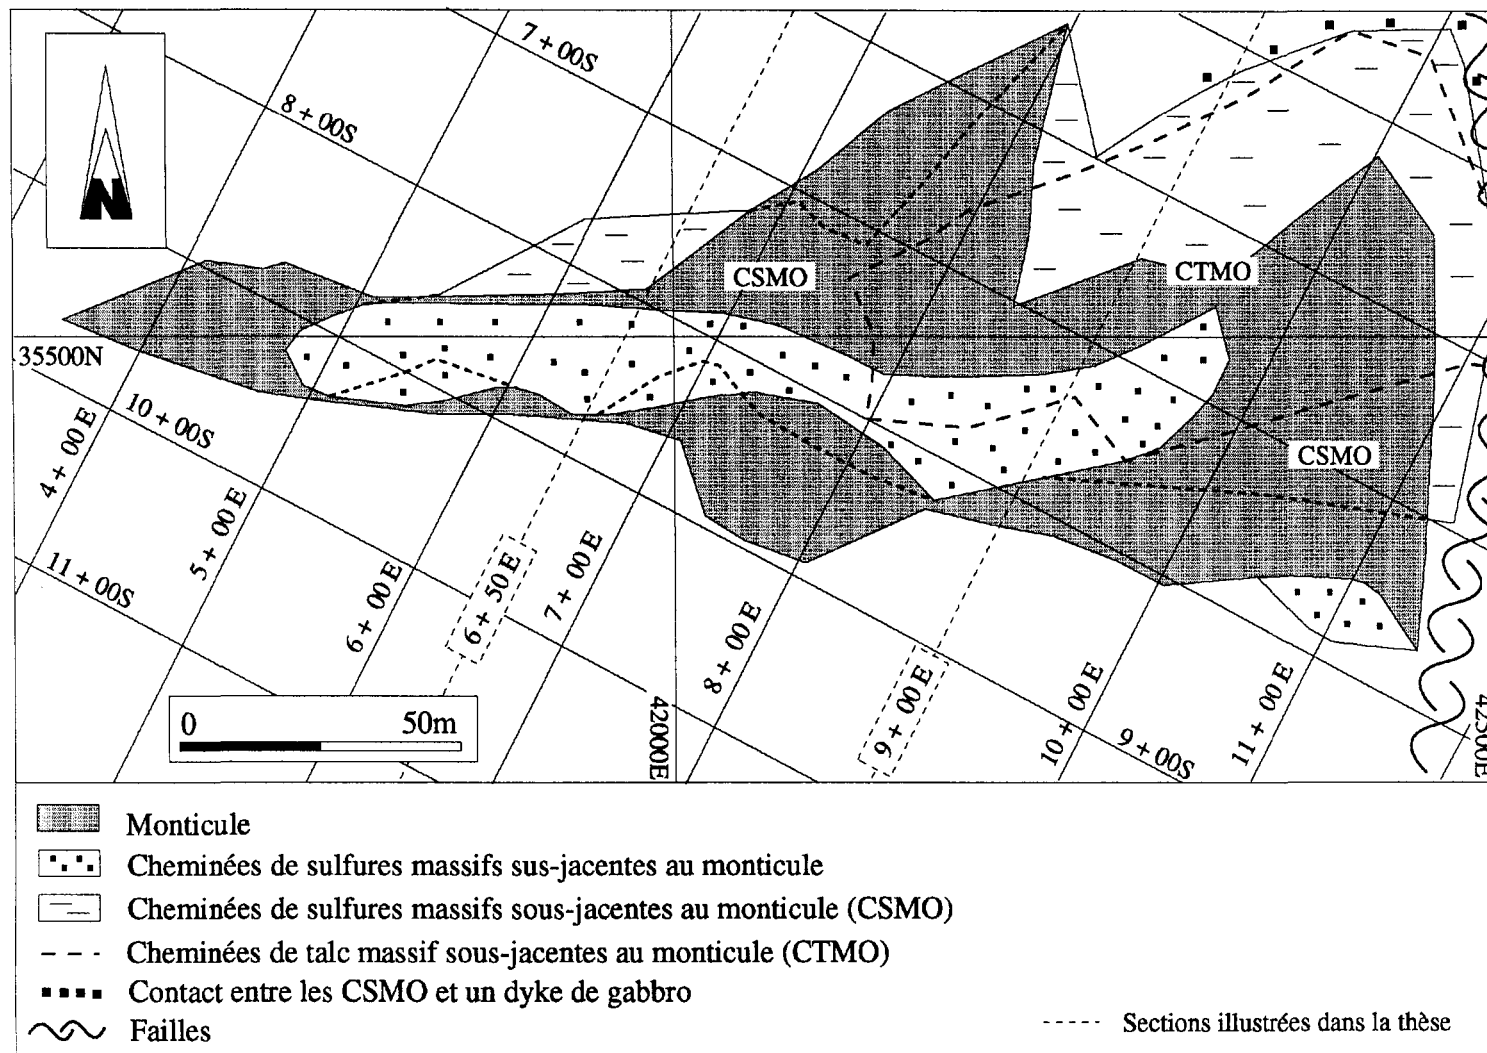 7 + 00S
8 + 00S
N
CSMO
CTMO
35500N
10 + 00S
4 + 00 E
CSMO
5 + 00 E
11 + 00S
6 + 00 E
6 + 50 E
7 + 00 E
8 + 00 E
9 + 00 E
10 + 00 E
9 + 00S
11 + 00 E
42000E
42500E
0 50m
Monticule
Cheminées de sulfures massifs sus-jacentes au monticule
Cheminées de sulfures massifs sous-jacentes au monticule (CSMO)
Cheminées de talc massif sous-jacentes au monticule (CTMO)
Contact entre les CSMO et un dyke de gabbro
Failles
Sections illustrées dans la thèse